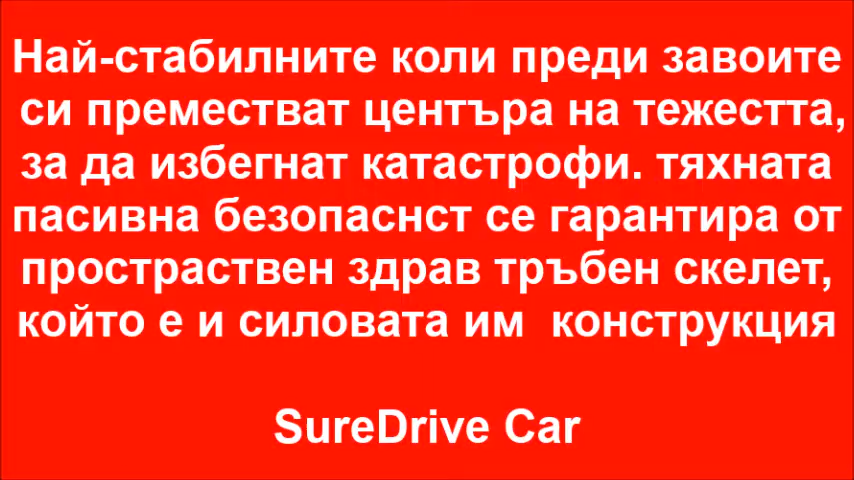 Най-стабилните коли преди завоите
си преместват центъра на тежестта,
за да избегнат катастрофи. тяхната
пасивна безопаснст се гарантира от
простраствен здрав тръбен скелет,
който е и силовата им  конструкция
SureDrive Car